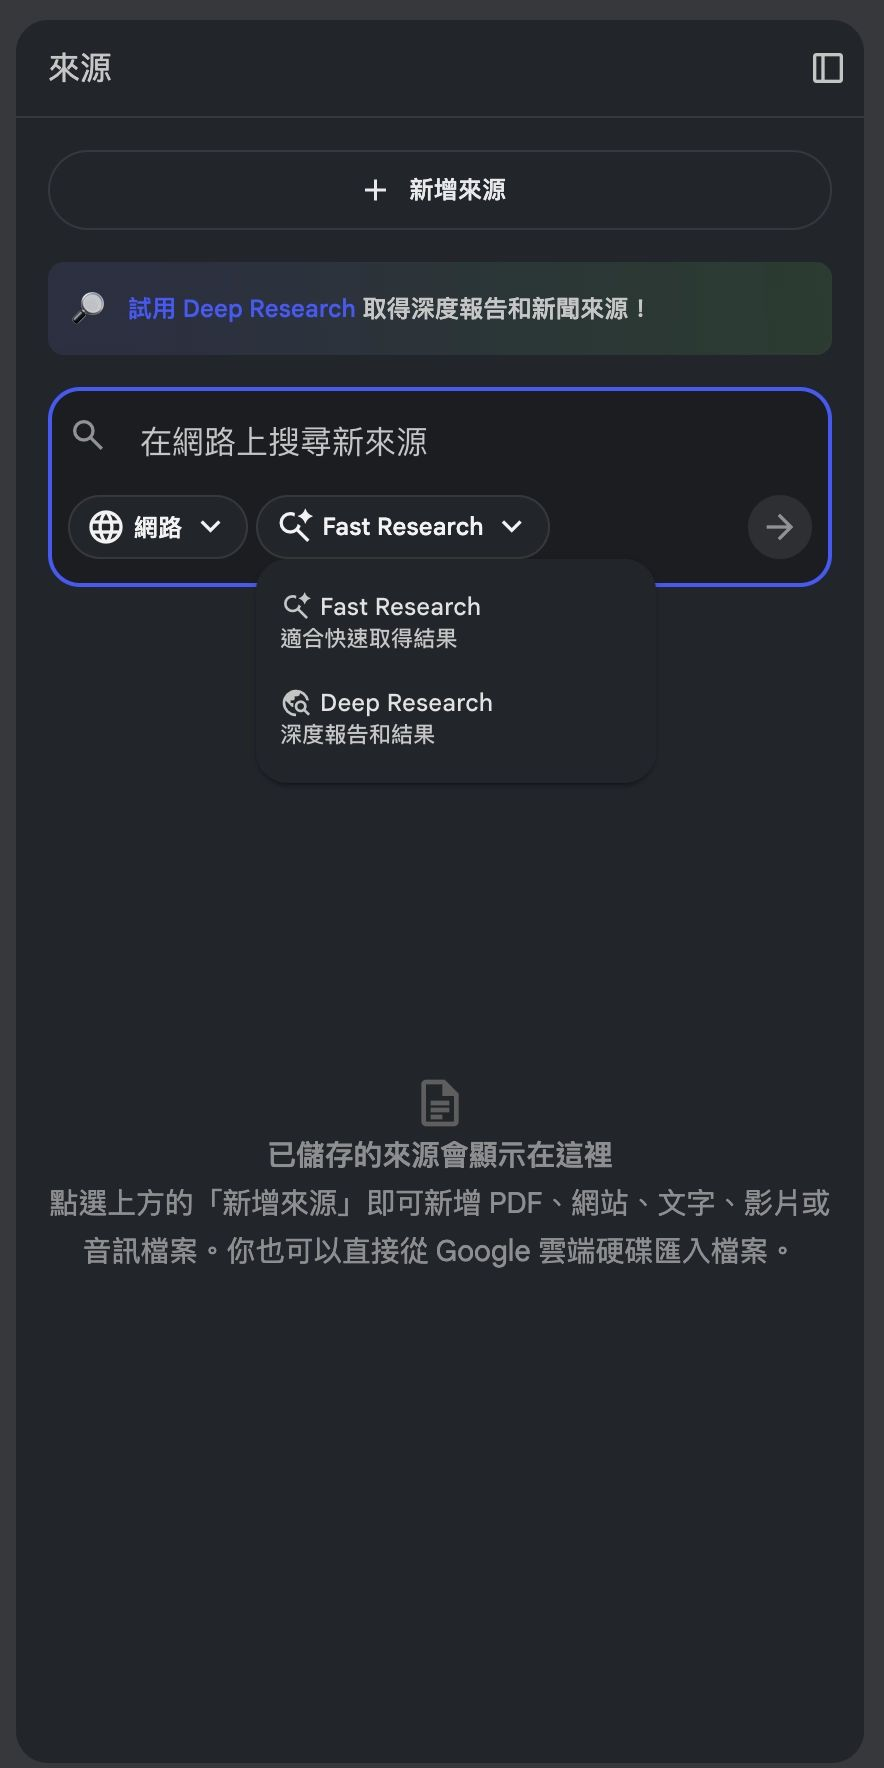 來源
新增來源
試用 Deep Research 取得深度報告和新聞來源！
在網路上搜尋新來源
網路
Fast Research
Fast Research
適合快速取得結果
Deep Research
深度報告和結果
已儲存的來源會顯示在這裡
點選上方的「新增來源」即可新增 PDF、網站、文字、影片或
音訊檔案。你也可以直接從 Google 雲端硬碟匯入檔案。